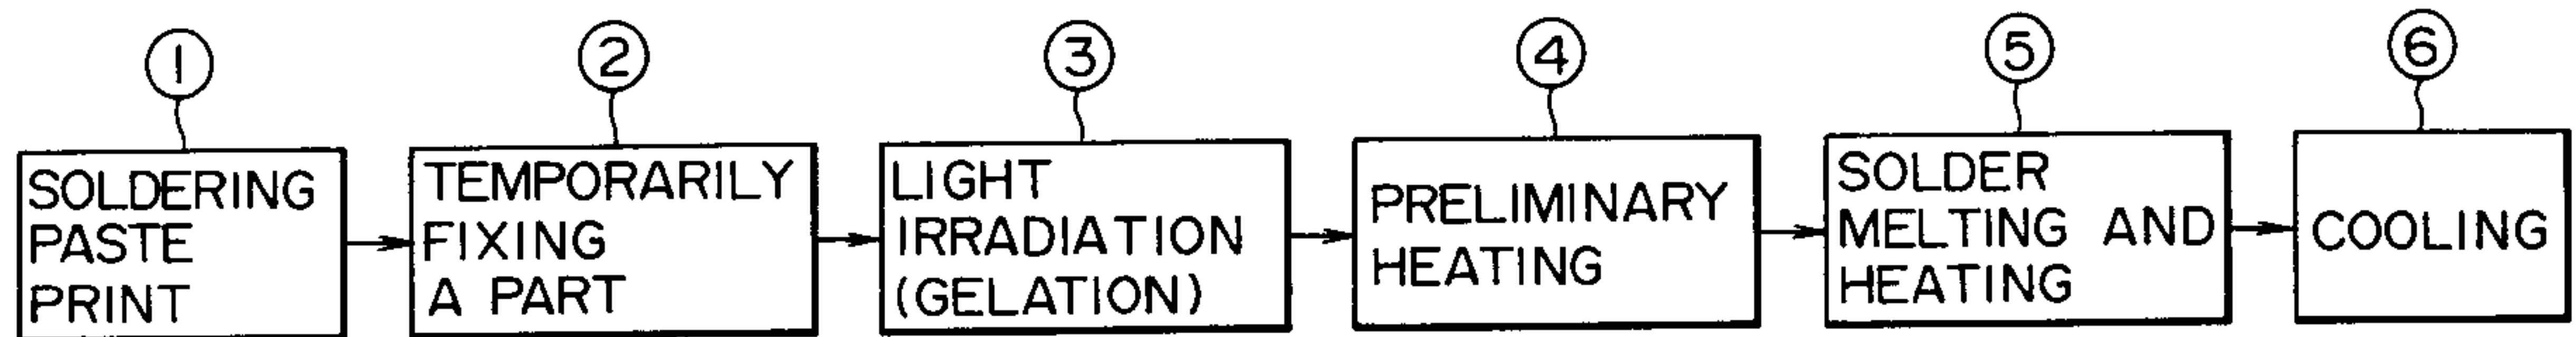 1
2
3
4
5
6
SOLDERING
PASTE
PRINT
TEMPORARILY
FIXING
A PART
LIGHT
IRRADIATION
(GELATION)
PRELIMINARY
HEATING
SOLDER
MELTING AND
HEATING
COOLING